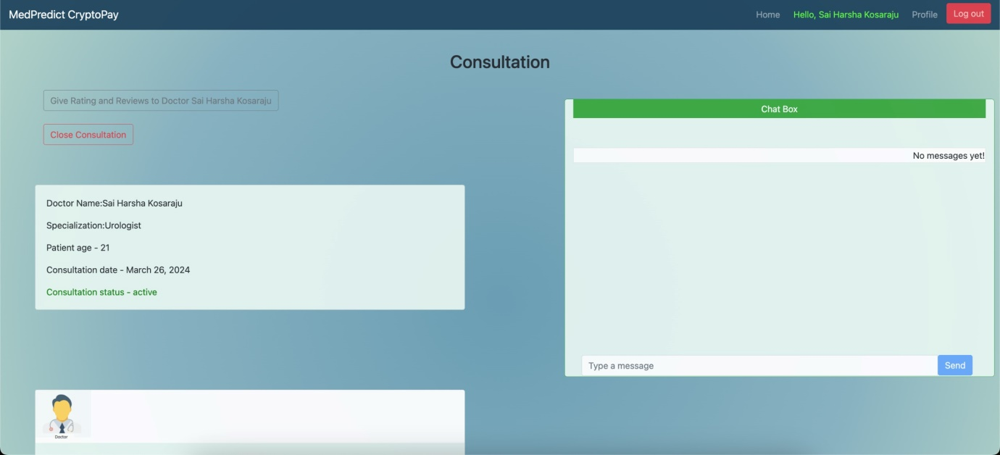 MedPredict CryptoPay
Home
Hello, Sai Harsha Kosaraju
Profile
Log out
Consultation
Give Rating and Reviews to Doctor Sai Harsha Kosaraju
Close Consultation
Doctor Name:Sai Harsha Kosaraju
Specialization:Urologist
Patient age - 21
Consultation date - March 26, 2024
Consultation status - active
Chat Box
No messages yet!
Type a message
Send
Doctor